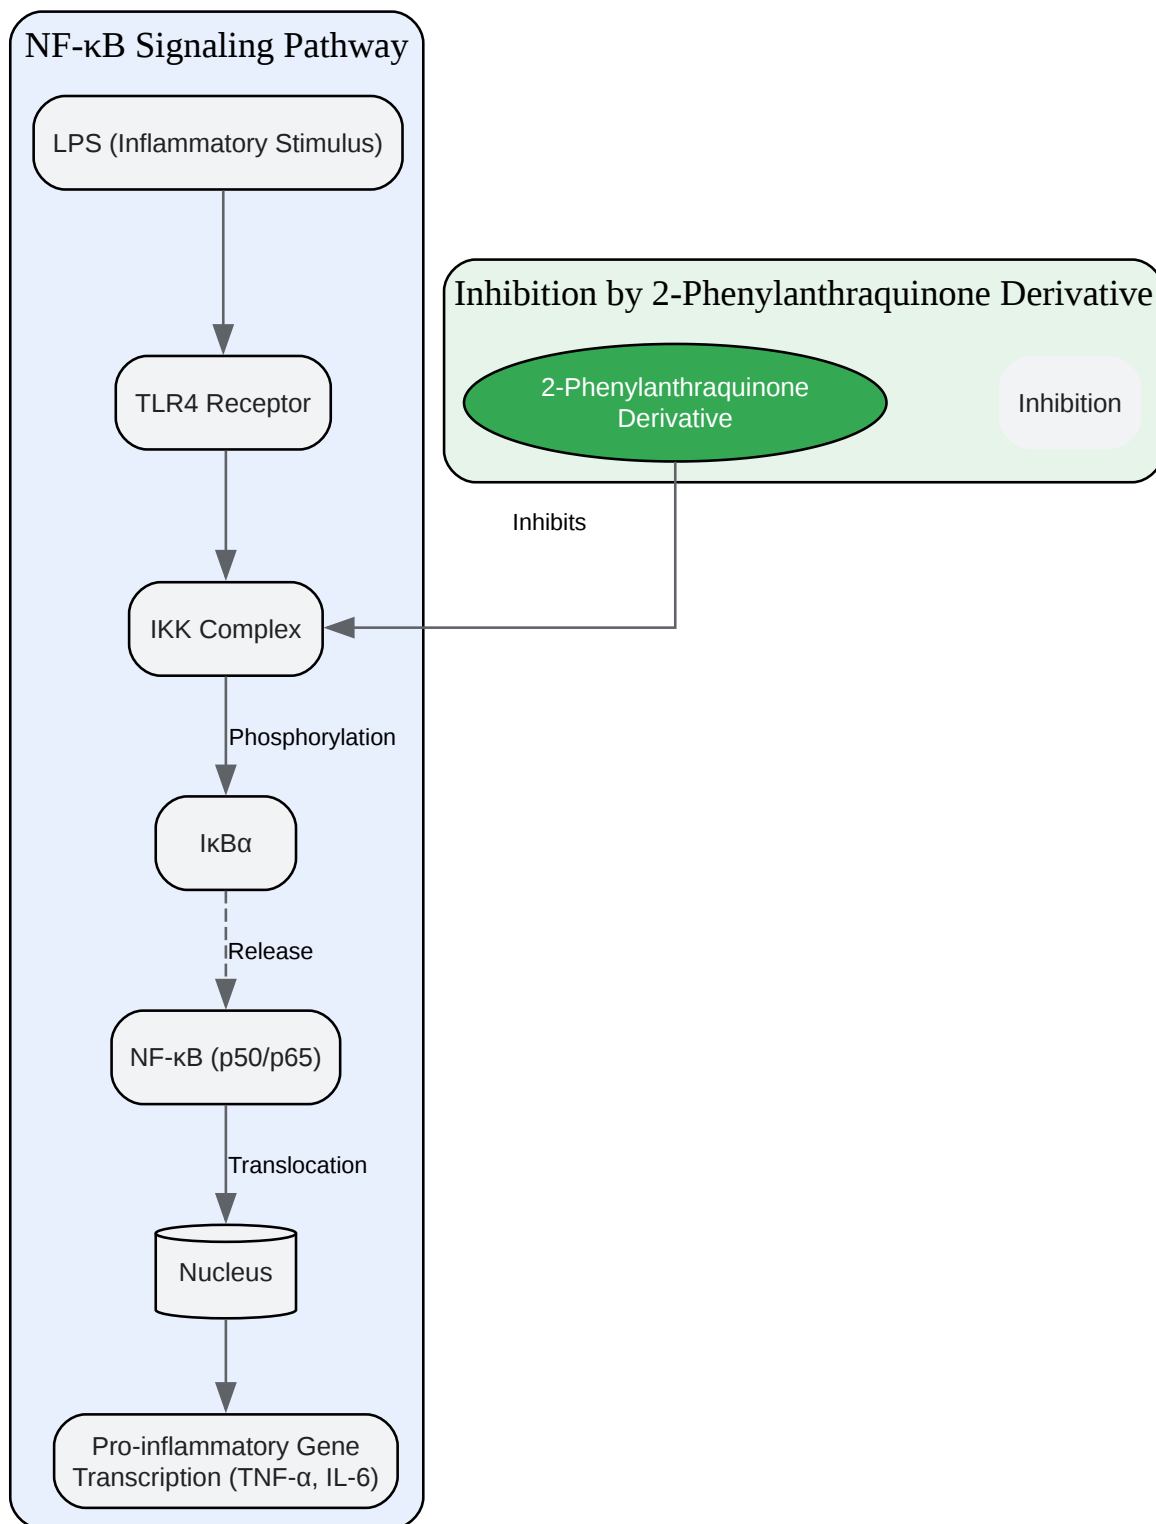 NF-κB Signaling Pathway
LPS (Inflammatory Stimulus)
Inhibition by 2-Phenylanthraquinone Derivative
TLR4 Receptor
2-Phenylanthraquinone
Derivative
Inhibition
Inhibits
IKK Complex
Phosphorylation
IκBα
Release
NF-κB (p50/p65)
Translocation
Nucleus
Pro-inflammatory Gene
Transcription (TNF-α, IL-6)